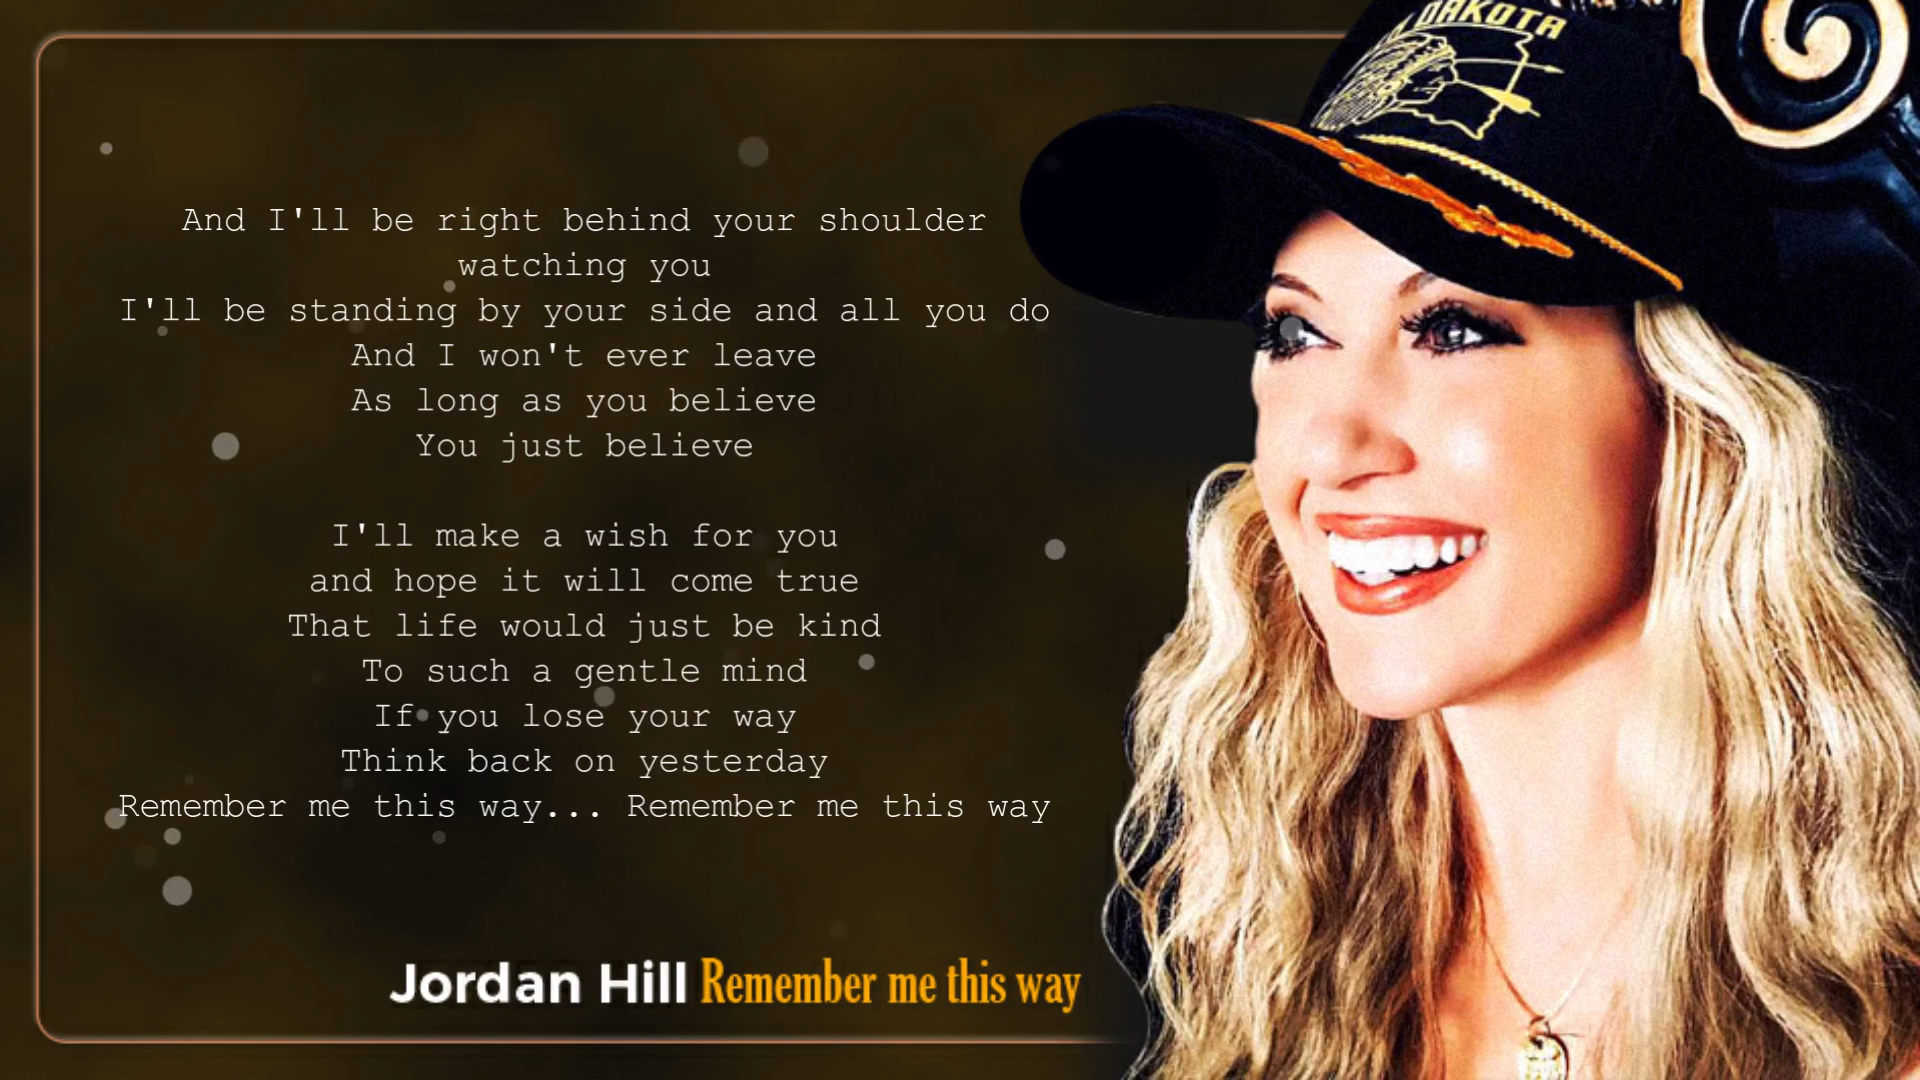 DAKOTA
And I'll be right behind your shoulder
watching you
I'll be standing by your side and all you do
And I won't ever leave
As long as you believe
You just believe
I'll make a wish for you
and hope it will come true
That life would just be kind
To such a gentle mind
If you lose your way
Think back on yesterday
Remember me this way... Remember me this way
Jordan Hill Remember me this way